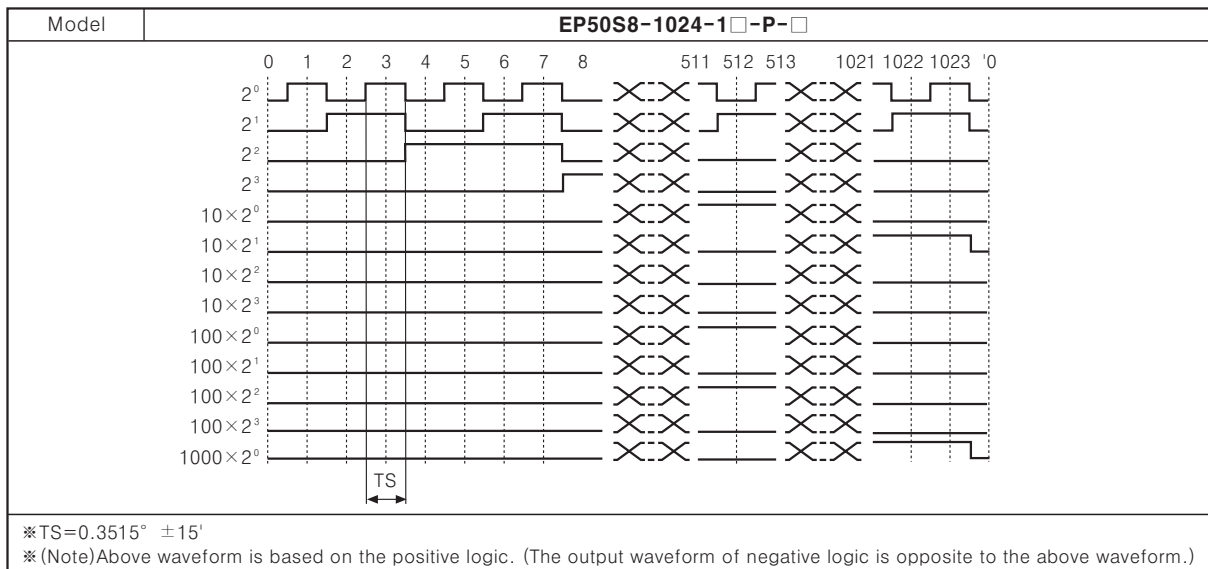 Model EP50S8-1024-1□-P-□
0 1 2 3 4 5 6 7 8 511 512 513 1021 1022 1023 '0
2⁰
2¹
2²
2³
10×2⁰
10×2¹
10×2²
10×2³
100×2⁰
100×2¹
100×2²
100×2³
1000×2⁰
TS
※TS=0.3515° ±15'
※(Note)Above waveform is based on the positive logic. (The output waveform of negative logic is opposite to the above waveform.)